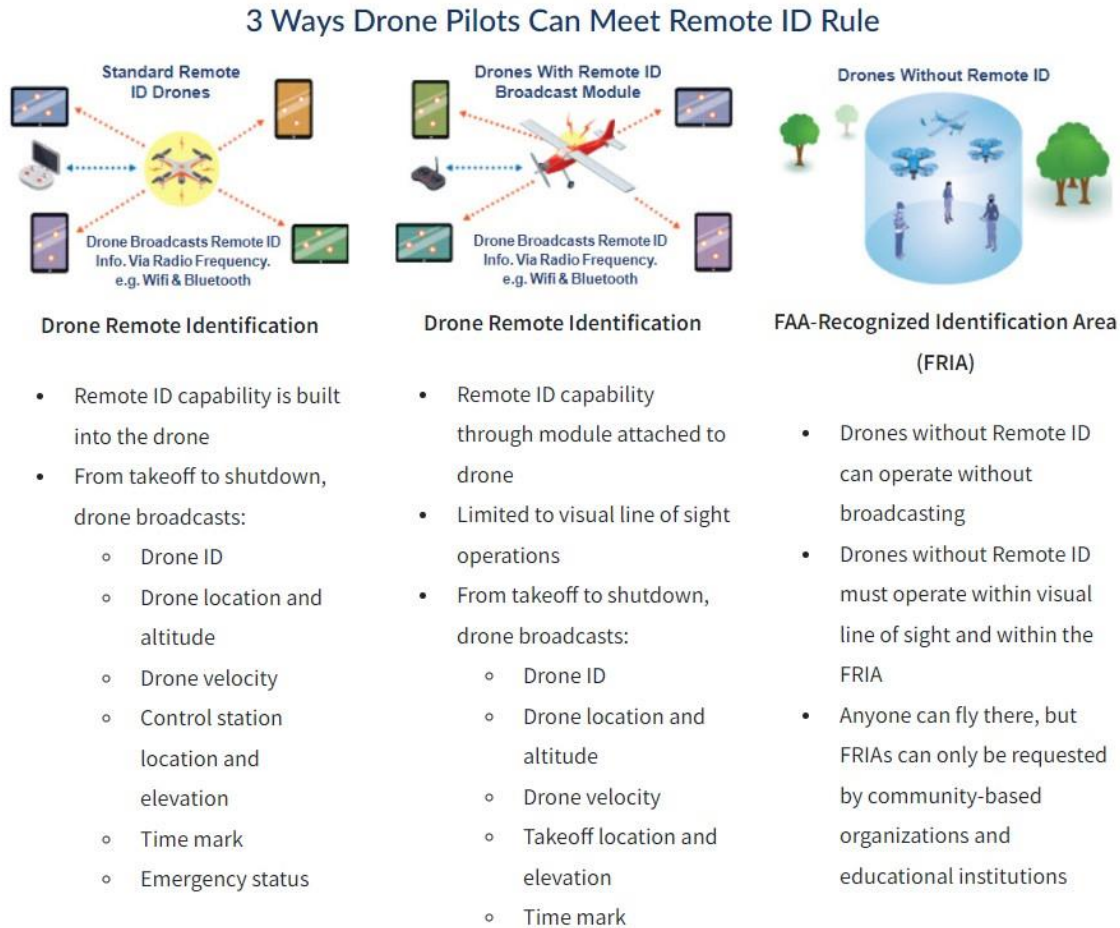 3 Ways Drone Pilots Can Meet Remote ID Rule
Standard Remote
ID Drones
Drone Broadcasts Remote ID
Info. Via Radio Frequency.
e.g. Wifi & Bluetooth
Drone Remote Identification
• Remote ID capability is built
into the drone
• From takeoff to shutdown,
drone broadcasts:
◦ Drone ID
◦ Drone location and
altitude
◦ Drone velocity
◦ Control station
location and
elevation
◦ Time mark
◦ Emergency status
Drones With Remote ID
Broadcast Module
Drone Broadcasts Remote ID
Info. Via Radio Frequency.
e.g. Wifi & Bluetooth
Drone Remote Identification
• Remote ID capability
through module attached to
drone
• Limited to visual line of sight
operations
• From takeoff to shutdown,
drone broadcasts:
◦ Drone ID
◦ Drone location and
altitude
◦ Drone velocity
◦ Takeoff location and
elevation
◦ Time mark
Drones Without Remote ID
FAA-Recognized Identification Area
(FRIA)
• Drones without Remote ID
can operate without
broadcasting
• Drones without Remote ID
must operate within visual
line of sight and within the
FRIA
• Anyone can fly there, but
FRIAs can only be requested
by community-based
organizations and
educational institutions